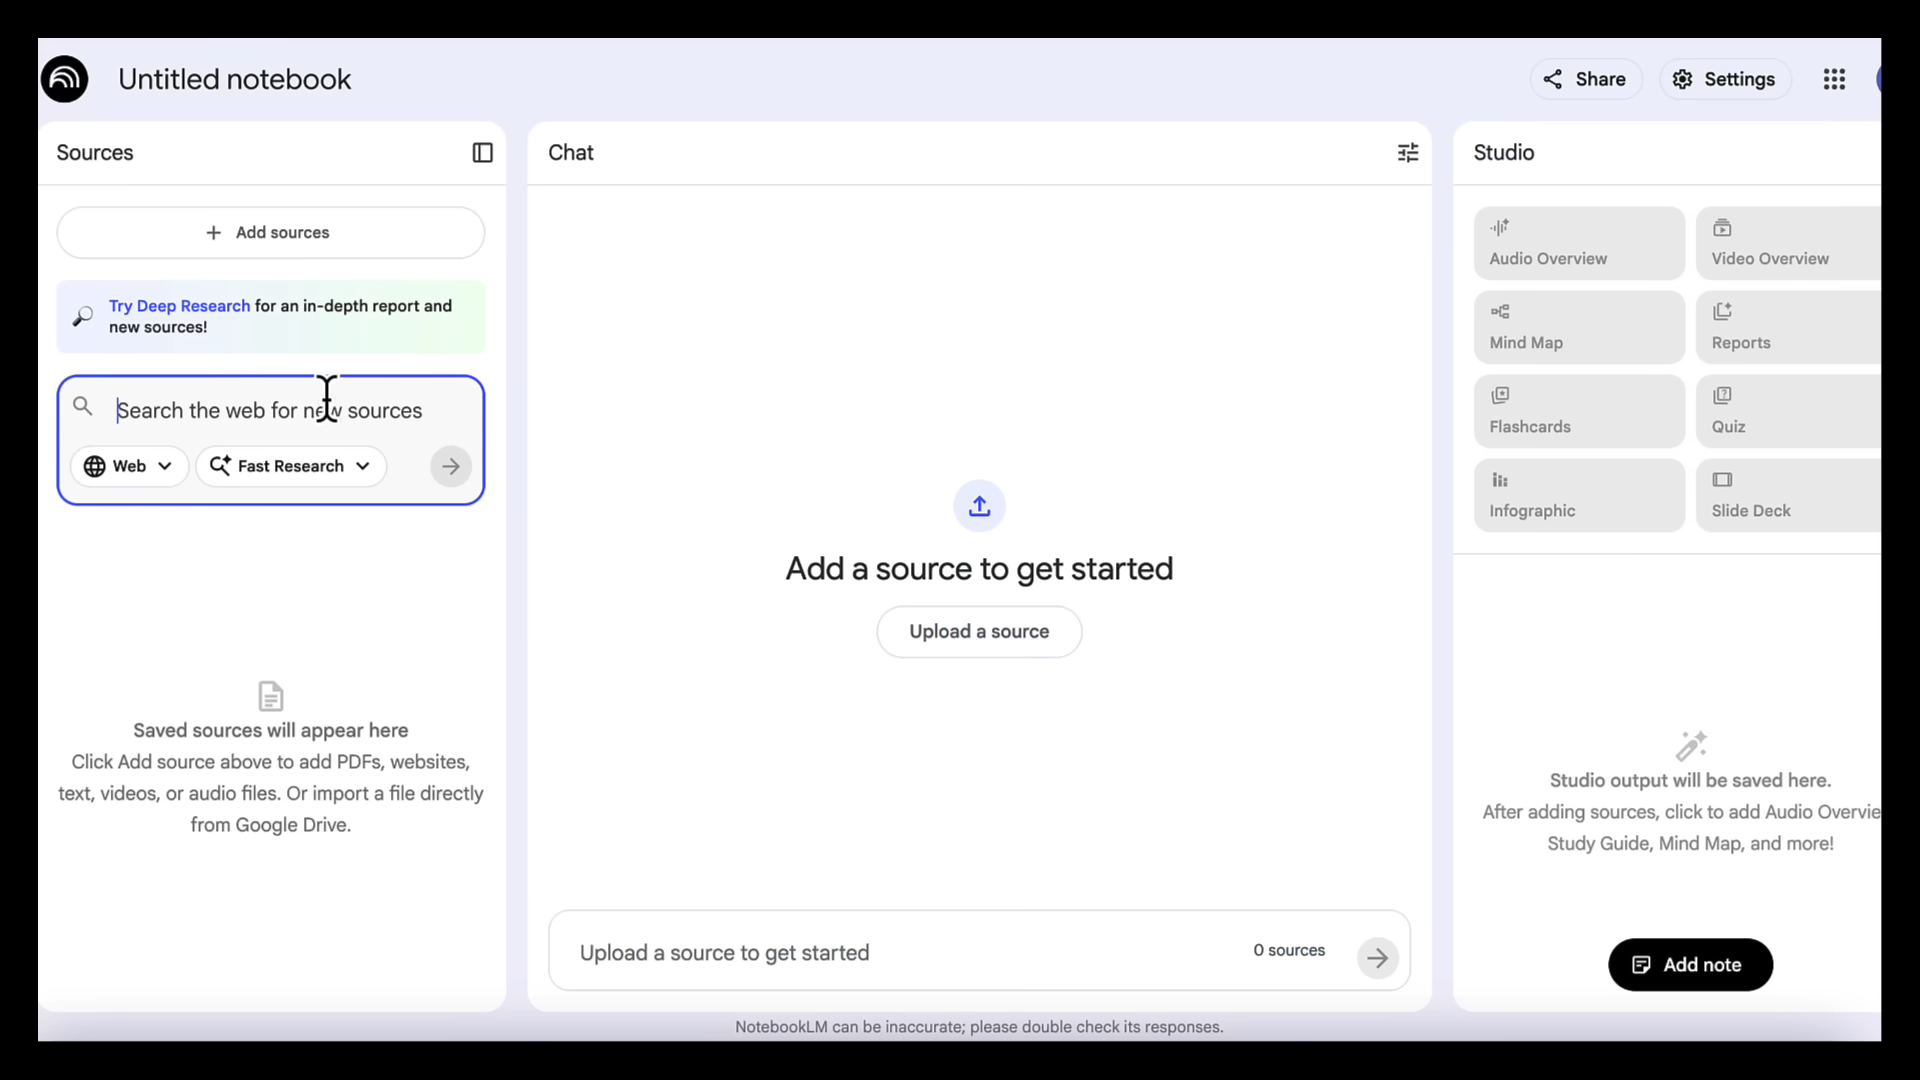 Untitled notebook
Share
Settings
Sources
+ Add sources
Try Deep Research for an in-depth report and
new sources!
Search the web for new sources
Web
Fast Research
Saved sources will appear here
Click Add source above to add PDFs, websites,
text, videos, or audio files. Or import a file directly
from Google Drive.
Chat
Add a source to get started
Upload a source
Upload a source to get started
0 sources
NotebookLM can be inaccurate; please double check its responses.
Studio
Audio Overview
Video Overview
Mind Map
Reports
Flashcards
Quiz
Infographic
Slide Deck
Studio output will be saved here.
After adding sources, click to add Audio Overvie
Study Guide, Mind Map, and more!
Add note